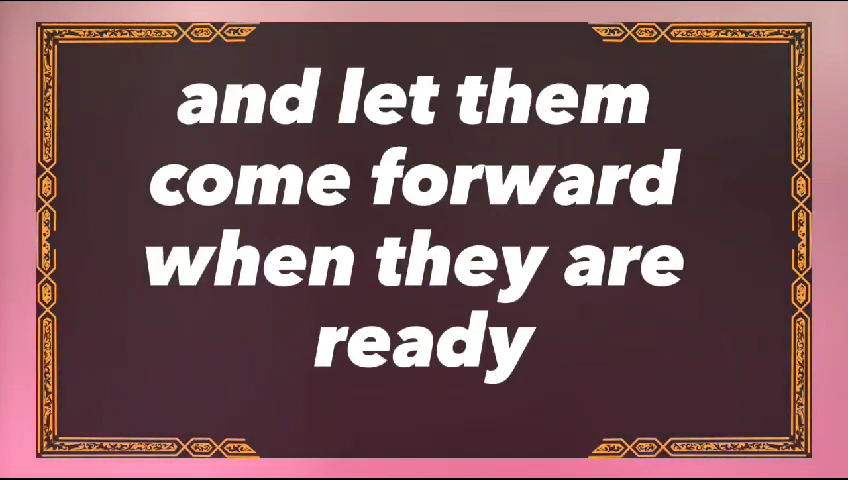 and let them
come forward
when they are
ready